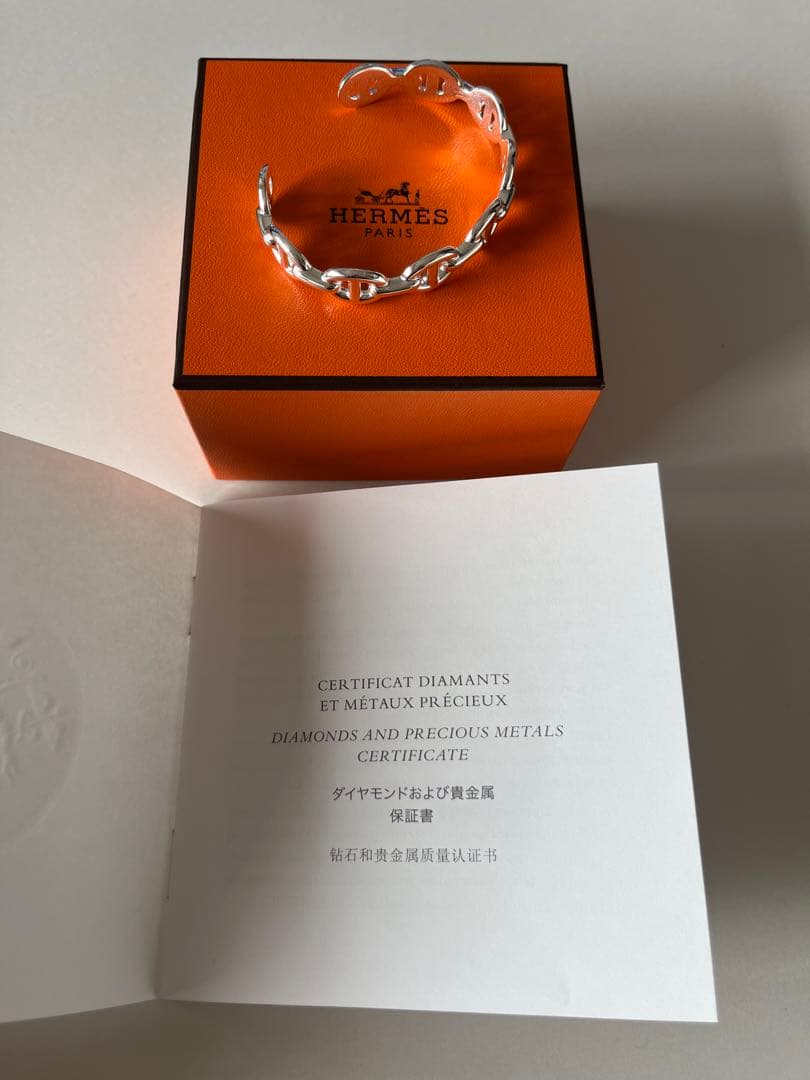 HERMÈS
PARIS
CERTIFICAT DIAMANTS
ET MÉTAUX PRÉCIEUX
DIAMONDS AND PRECIOUS METALS
CERTIFICATE
ダイヤモンドおよび貴金属
保証書
钻石和贵金属质量认证书